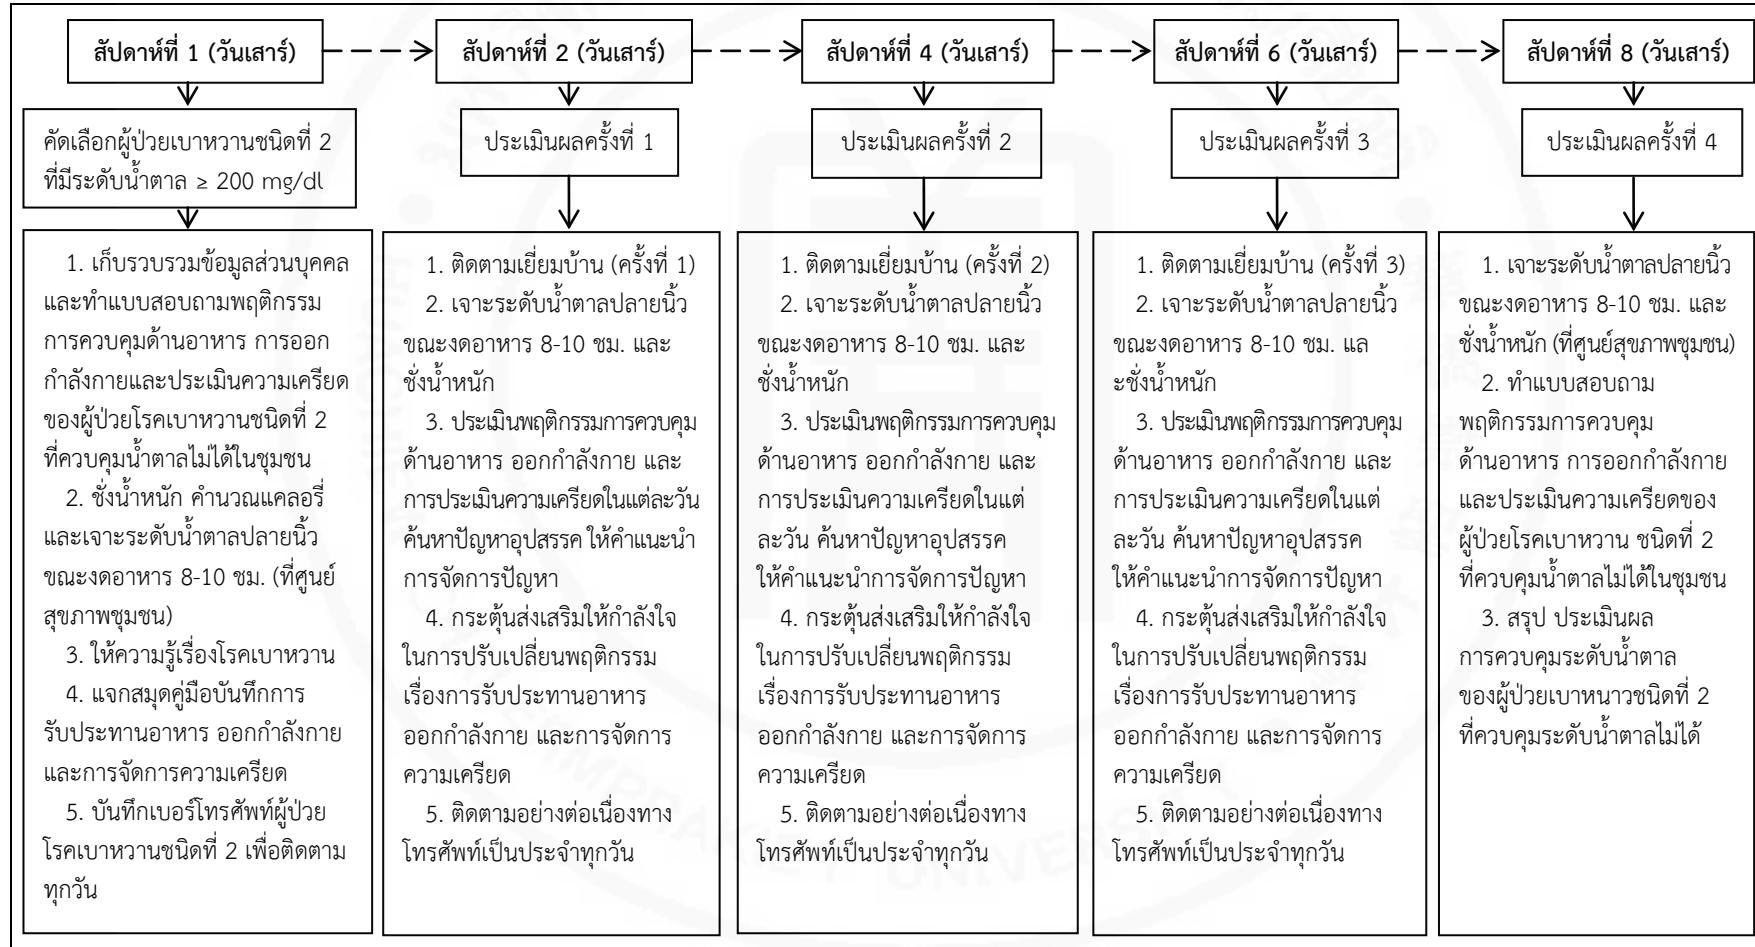 สัปดาห์ที่ 1 (วันเสาร์)
สัปดาห์ที่ 2 (วันเสาร์)
สัปดาห์ที่ 4 (วันเสาร์)
สัปดาห์ที่ 6 (วันเสาร์)
สัปดาห์ที่ 8 (วันเสาร์)
คัดเลือกผู้ป่วยเบาหวานชนิดที่ 2
ที่มีระดับน้ำตาล ≥ 200 mg/dl
ประเมินผลครั้งที่ 1
ประเมินผลครั้งที่ 2
ประเมินผลครั้งที่ 3
ประเมินผลครั้งที่ 4
1. เก็บรวบรวมข้อมูลส่วนบุคคล
และทำแบบสอบถามพฤติกรรม
การควบคุมด้านอาหาร การออก
กำลังกายและประเมินความเครียด
ของผู้ป่วยโรคเบาหวานชนิดที่ 2
ที่ควบคุมน้ำตาลไม่ได้ในชุมชน
2. ชั่งน้ำหนัก คำนวณแคลอรี่
และเจาะระดับน้ำตาลปลายนิ้ว
ขณะงดอาหาร 8-10 ชม. (ที่ศูนย์
สุขภาพชุมชน)
3. ให้ความรู้เรื่องโรคเบาหวาน
4. แจกสมุดคู่มือบันทึกการ
รับประทานอาหาร ออกกำลังกาย
และการจัดการความเครียด
5. บันทึกเบอร์โทรศัพท์ผู้ป่วย
โรคเบาหวานชนิดที่ 2 เพื่อติดตาม
ทุกวัน
1. ติดตามเยี่ยมบ้าน (ครั้งที่ 1)
2. เจาะระดับน้ำตาลปลายนิ้ว
ขณะงดอาหาร 8-10 ชม. และ
ชั่งน้ำหนัก
3. ประเมินพฤติกรรมการควบคุม
ด้านอาหาร ออกกำลังกาย และ
การประเมินความเครียดในแต่ละวัน
ค้นหาปัญหาอุปสรรค ให้คำแนะนำ
การจัดการปัญหา
4. กระตุ้นส่งเสริมให้กำลังใจ
ในการปรับเปลี่ยนพฤติกรรม
เรื่องการรับประทานอาหาร
ออกกำลังกาย และการจัดการ
ความเครียด
5. ติดตามอย่างต่อเนื่องทาง
โทรศัพท์เป็นประจำทุกวัน
1. ติดตามเยี่ยมบ้าน (ครั้งที่ 2)
2. เจาะระดับน้ำตาลปลายนิ้ว
ขณะงดอาหาร 8-10 ชม. และ
ชั่งน้ำหนัก
3. ประเมินพฤติกรรมการควบคุม
ด้านอาหาร ออกกำลังกาย และ
การประเมินความเครียดในแต่
ละวัน ค้นหาปัญหาอุปสรรค
ให้คำแนะนำการจัดการปัญหา
4. กระตุ้นส่งเสริมให้กำลังใจ
ในการปรับเปลี่ยนพฤติกรรม
เรื่องการรับประทานอาหาร
ออกกำลังกาย และการจัดการ
ความเครียด
5. ติดตามอย่างต่อเนื่องทาง
โทรศัพท์เป็นประจำทุกวัน
1. ติดตามเยี่ยมบ้าน (ครั้งที่ 3)
2. เจาะระดับน้ำตาลปลายนิ้ว
ขณะงดอาหาร 8-10 ชม. แล
ะชั่งน้ำหนัก
3. ประเมินพฤติกรรมการควบคุม
ด้านอาหาร ออกกำลังกาย และ
การประเมินความเครียดในแต่
ละวัน ค้นหาปัญหาอุปสรรค
ให้คำแนะนำการจัดการปัญหา
4. กระตุ้นส่งเสริมให้กำลังใจ
ในการปรับเปลี่ยนพฤติกรรม
เรื่องการรับประทานอาหาร
ออกกำลังกาย และการจัดการ
ความเครียด
5. ติดตามอย่างต่อเนื่องทาง
โทรศัพท์เป็นประจำทุกวัน
1. เจาะระดับน้ำตาลปลายนิ้ว
ขณะงดอาหาร 8-10 ชม. และ
ชั่งน้ำหนัก (ที่ศูนย์สุขภาพชุมชน)
2. ทำแบบสอบถาม
พฤติกรรมการควบคุม
ด้านอาหาร การออกกำลังกาย
และประเมินความเครียดของ
ผู้ป่วยโรคเบาหวาน ชนิดที่ 2
ที่ควบคุมน้ำตาลไม่ได้ในชุมชน
3. สรุป ประเมินผล
การควบคุมระดับน้ำตาล
ของผู้ป่วยเบาหนาวชนิดที่ 2
ที่ควบคุมระดับน้ำตาลไม่ได้